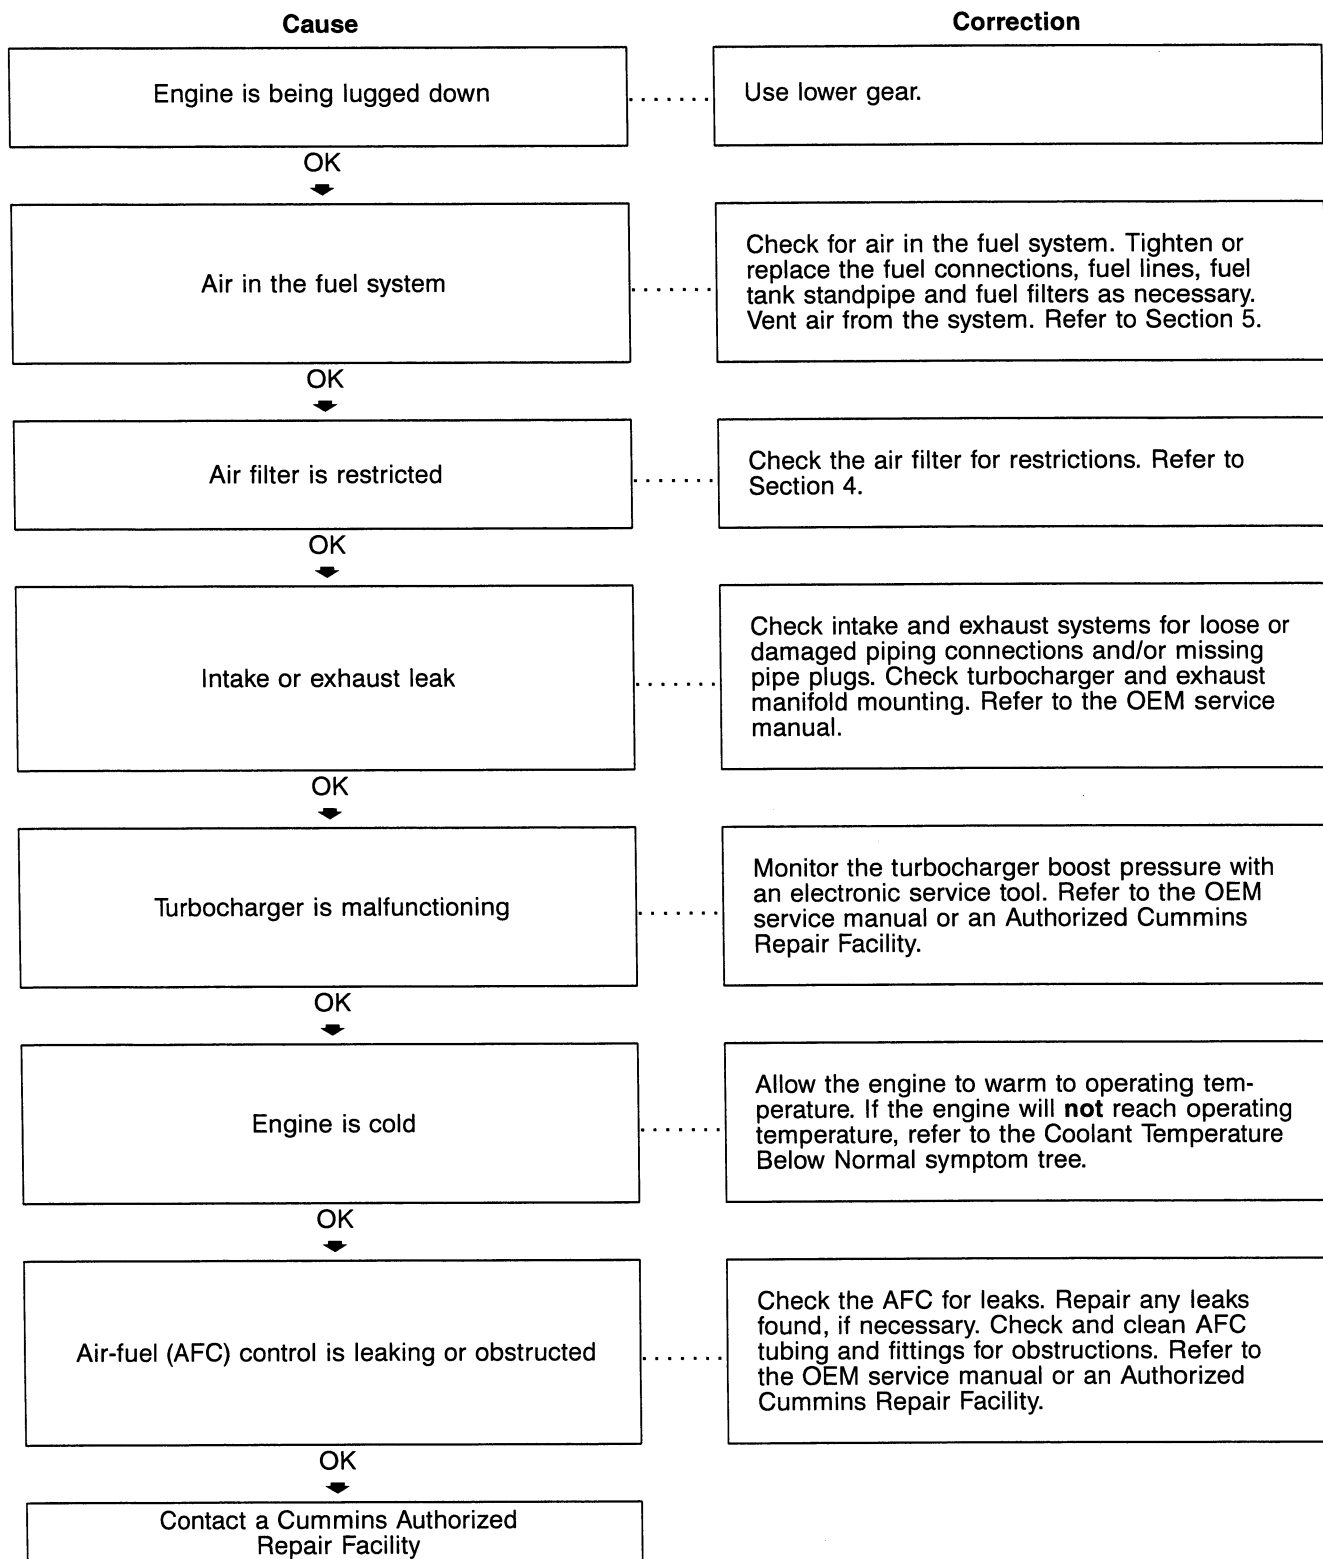 Cause
Correction
Engine is being lugged down
Use lower gear.
OK
Air in the fuel system
Check for air in the fuel system. Tighten or
replace the fuel connections, fuel lines, fuel
tank standpipe and fuel filters as necessary.
Vent air from the system. Refer to Section 5.
OK
Air filter is restricted
Check the air filter for restrictions. Refer to
Section 4.
OK
Intake or exhaust leak
Check intake and exhaust systems for loose or
damaged piping connections and/or missing
pipe plugs. Check turbocharger and exhaust
manifold mounting. Refer to the OEM service
manual.
OK
Turbocharger is malfunctioning
Monitor the turbocharger boost pressure with
an electronic service tool. Refer to the OEM
service manual or an Authorized Cummins
Repair Facility.
OK
Engine is cold
Allow the engine to warm to operating tem-
perature. If the engine will not reach operating
temperature, refer to the Coolant Temperature
Below Normal symptom tree.
OK
Air-fuel (AFC) control is leaking or obstructed
Check the AFC for leaks. Repair any leaks
found, if necessary. Check and clean AFC
tubing and fittings for obstructions. Refer to
the OEM service manual or an Authorized
Cummins Repair Facility.
OK
Contact a Cummins Authorized
Repair Facility